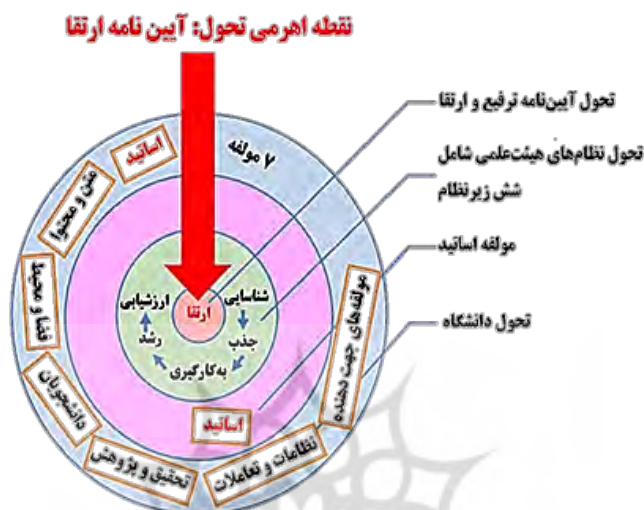 نقطه اهرمی تحول: آیین نامه ارتقا
تحول آیین‌نامه ترفیع و ارتقا
تحول نظام‌های هیئت‌علمی شامل
شش زیرنظام
مولفه اساتید
تحول دانشگاه
۷ مولفه
اساتید
متن و محتوا
فضا و محیط
دانشجویان
تحقیق و پژوهش
نظامات و تعاملات
مولفه‌های جهت دهنده
شناسایی
جذب
به‌کارگیری
رشد
ارزشیابی
ارتقا
اساتید